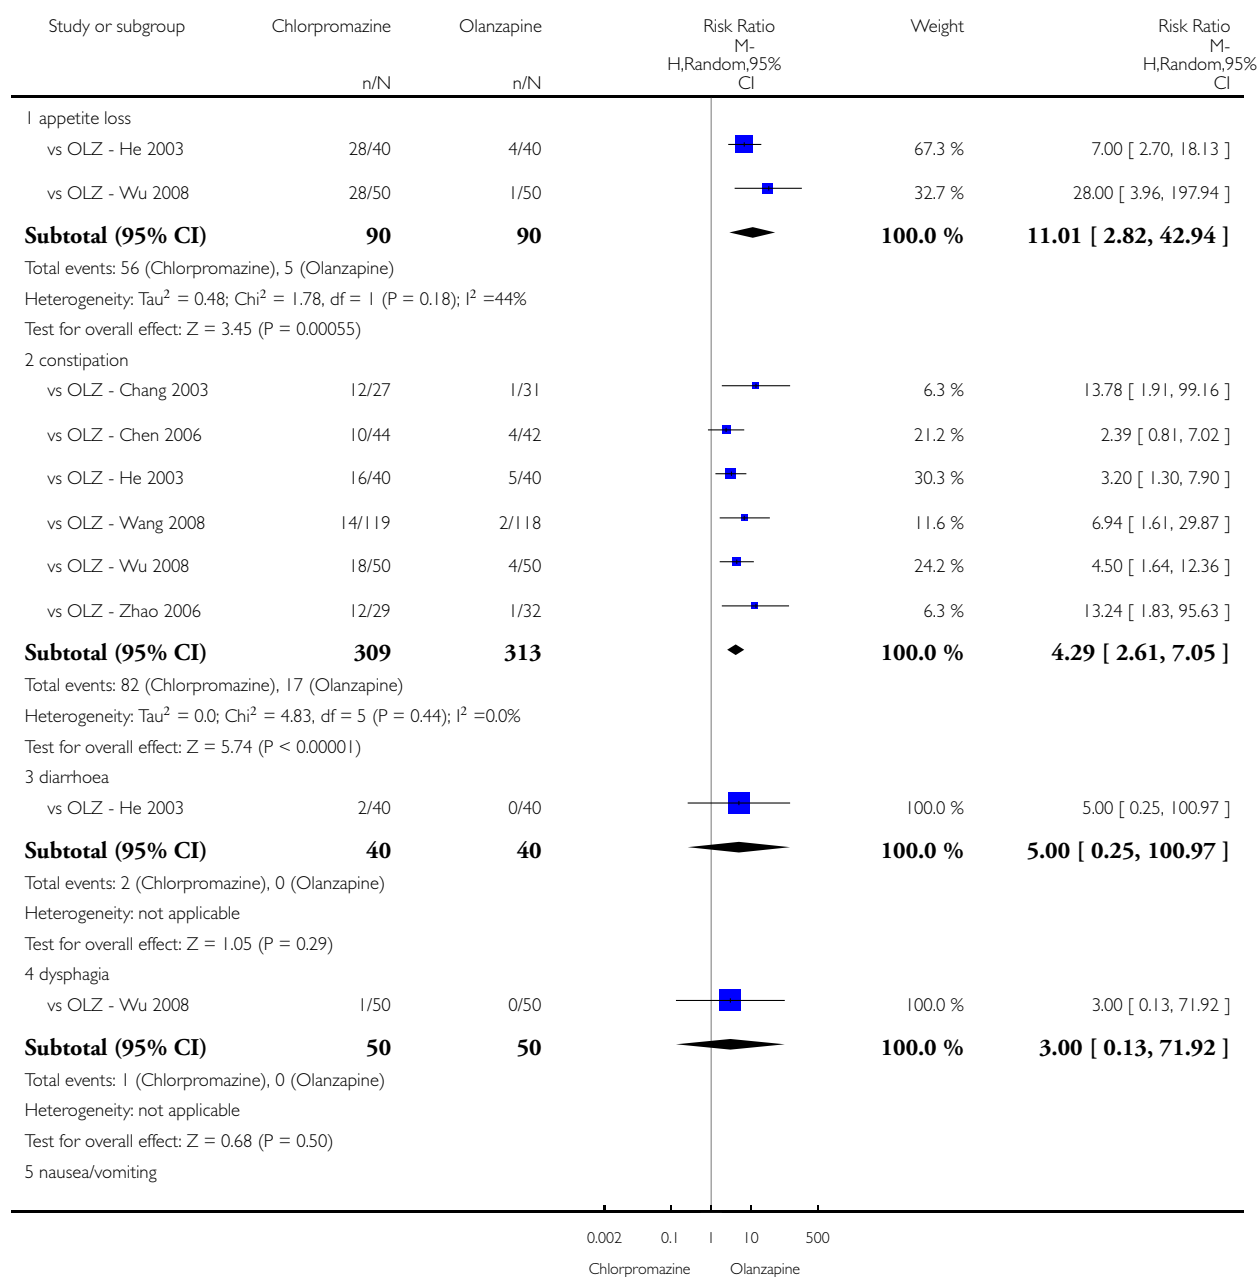 Study or subgroup Chlorpromazine Olanzapine Risk Ratio Weight Risk Ratio
M- M-
H,Random,95% H,Random,95%
n/N n/N CI CI
1 appetite loss
vs OLZ - He 2003 28/40 4/40 67.3 % 7.00 [ 2.70, 18.13 ]
vs OLZ - Wu 2008 28/50 1/50 32.7 % 28.00 [ 3.96, 197.94 ]
Subtotal (95% CI) 90 90 100.0 % 11.01 [ 2.82, 42.94 ]
Total events: 56 (Chlorpromazine), 5 (Olanzapine)
Heterogeneity: Tau² = 0.48; Chi² = 1.78, df = 1 (P = 0.18); I² =44%
Test for overall effect: Z = 3.45 (P = 0.00055)
2 constipation
vs OLZ - Chang 2003 12/27 1/31 6.3 % 13.78 [ 1.91, 99.16 ]
vs OLZ - Chen 2006 10/44 4/42 21.2 % 2.39 [ 0.81, 7.02 ]
vs OLZ - He 2003 16/40 5/40 30.3 % 3.20 [ 1.30, 7.90 ]
vs OLZ - Wang 2008 14/119 2/118 11.6 % 6.94 [ 1.61, 29.87 ]
vs OLZ - Wu 2008 18/50 4/50 24.2 % 4.50 [ 1.64, 12.36 ]
vs OLZ - Zhao 2006 12/29 1/32 6.3 % 13.24 [ 1.83, 95.63 ]
Subtotal (95% CI) 309 313 100.0 % 4.29 [ 2.61, 7.05 ]
Total events: 82 (Chlorpromazine), 17 (Olanzapine)
Heterogeneity: Tau² = 0.0; Chi² = 4.83, df = 5 (P = 0.44); I² =0.0%
Test for overall effect: Z = 5.74 (P < 0.00001)
3 diarrhoea
vs OLZ - He 2003 2/40 0/40 100.0 % 5.00 [ 0.25, 100.97 ]
Subtotal (95% CI) 40 40 100.0 % 5.00 [ 0.25, 100.97 ]
Total events: 2 (Chlorpromazine), 0 (Olanzapine)
Heterogeneity: not applicable
Test for overall effect: Z = 1.05 (P = 0.29)
4 dysphagia
vs OLZ - Wu 2008 1/50 0/50 100.0 % 3.00 [ 0.13, 71.92 ]
Subtotal (95% CI) 50 50 100.0 % 3.00 [ 0.13, 71.92 ]
Total events: 1 (Chlorpromazine), 0 (Olanzapine)
Heterogeneity: not applicable
Test for overall effect: Z = 0.68 (P = 0.50)
5 nausea/vomiting
0.002 0.1 1 10 500
Chlorpromazine Olanzapine